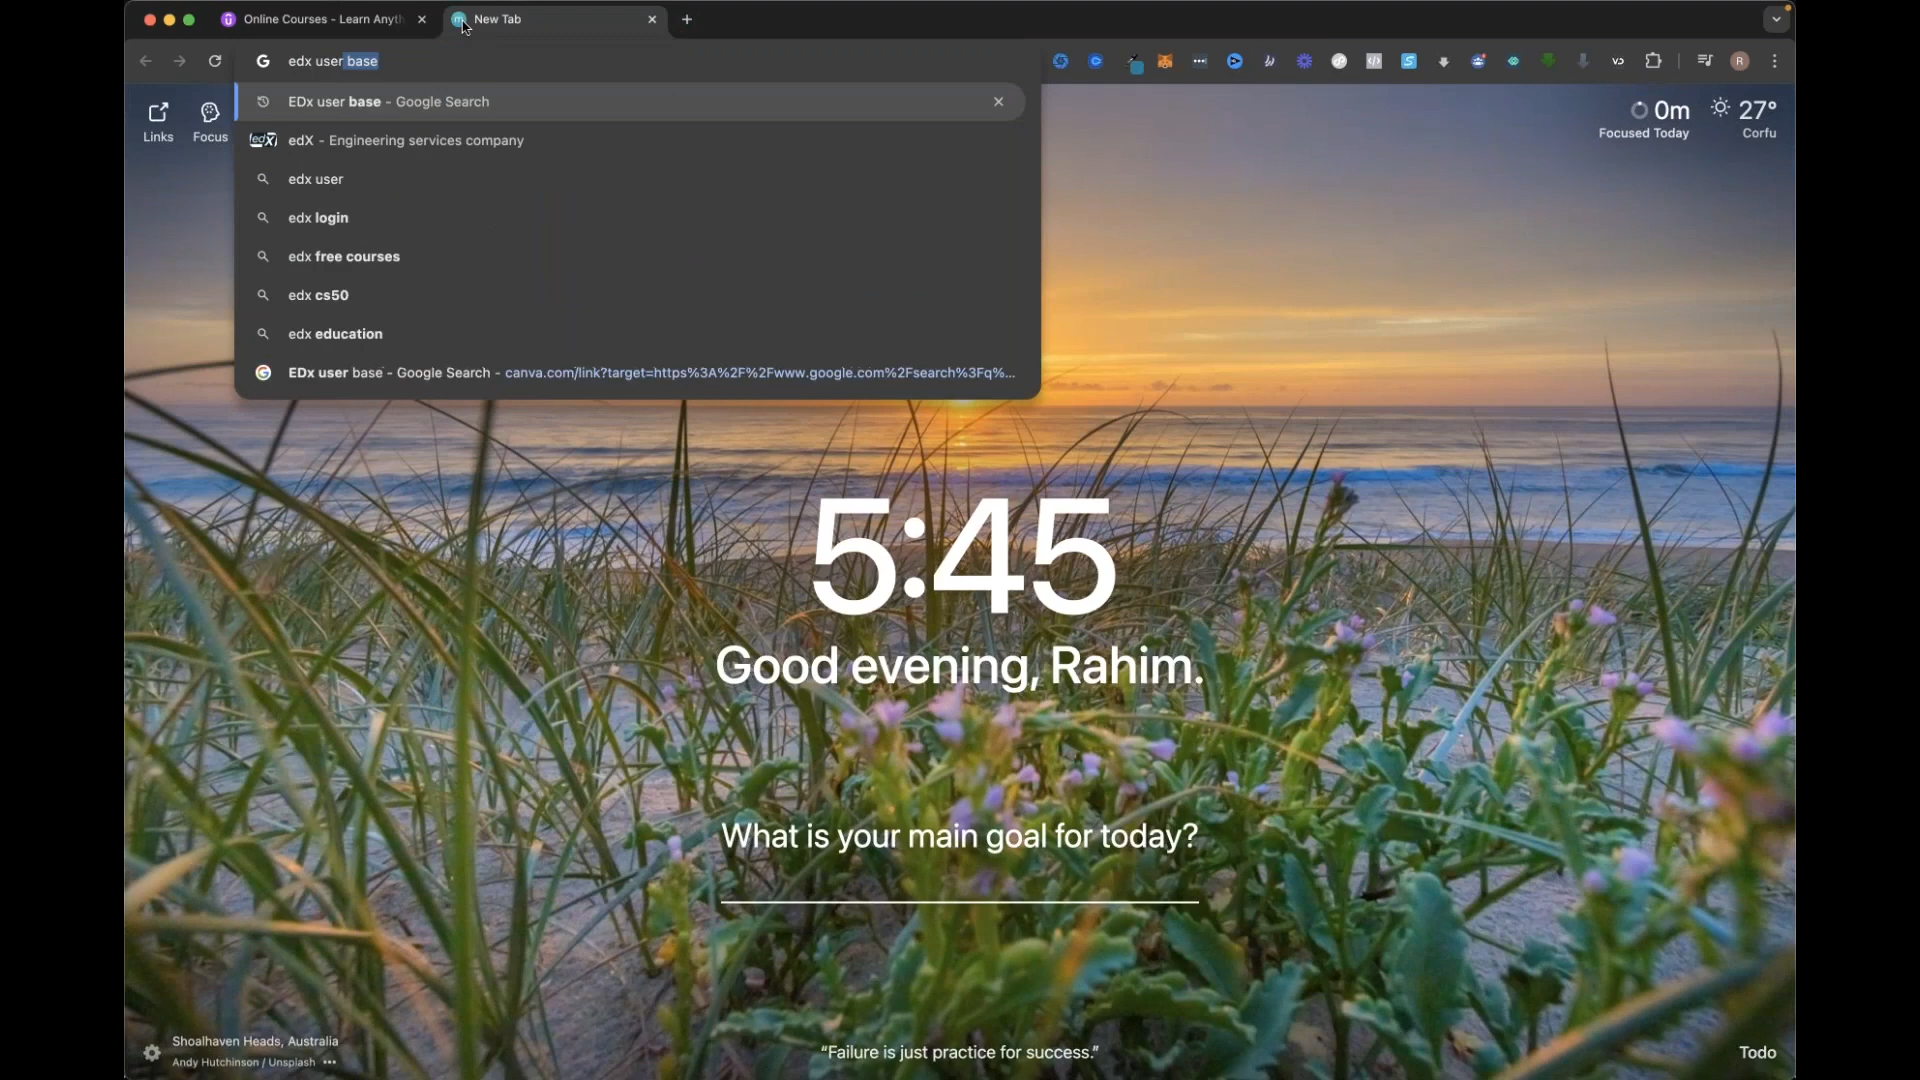 Online Courses - Learn Anyth
New Tab
edx user base
EDx user base - Google Search
edX - Engineering services company
edx user
edx login
edx free courses
edx cs50
edx education
EDx user base - Google Search - canva.com/link?target=https%3A%2F%2Fwww.google.com%2Fsearch%3Fq%...
Links
Focus
0m
Focused Today
27°
Corfu
5:45
Good evening, Rahim.
What is your main goal for today?
Shoalhaven Heads, Australia
Andy Hutchinson / Unsplash •••
“Failure is just practice for success.”
Todo